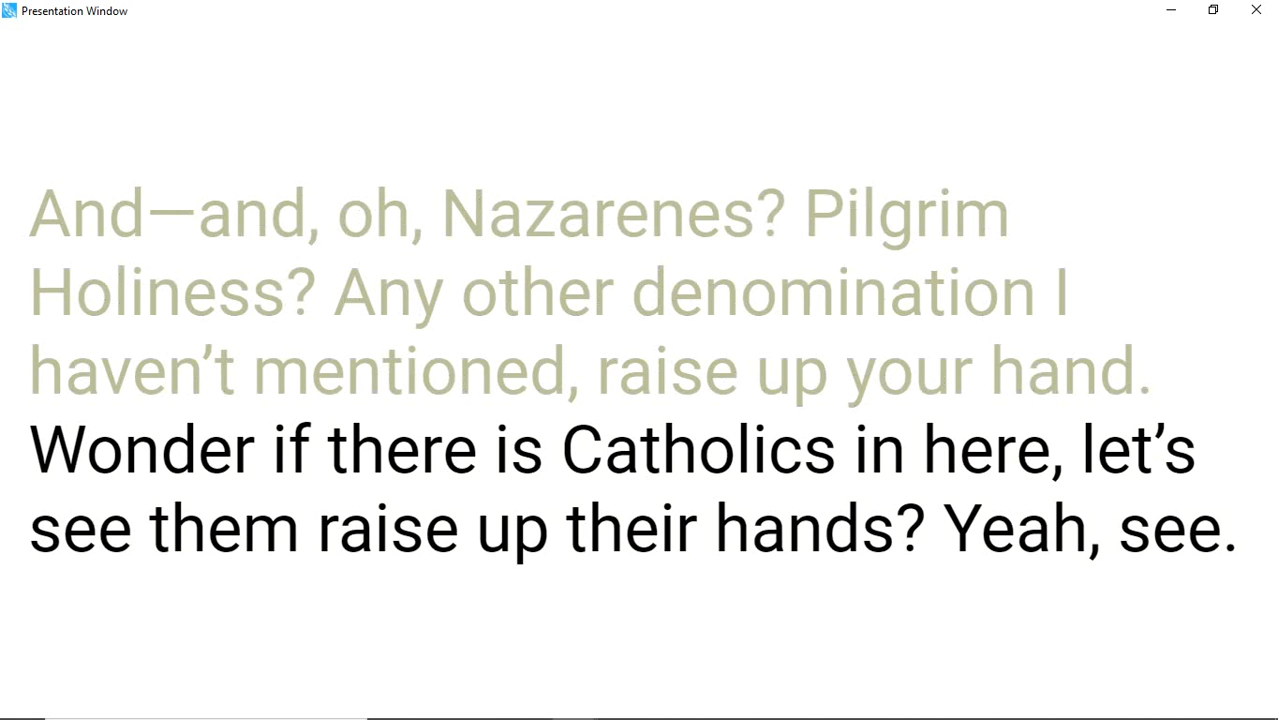 Presentation Window
And—and, oh, Nazarenes? Pilgrim
Holiness? Any other denomination I
haven’t mentioned, raise up your hand.
Wonder if there is Catholics in here, let’s
see them raise up their hands? Yeah, see.